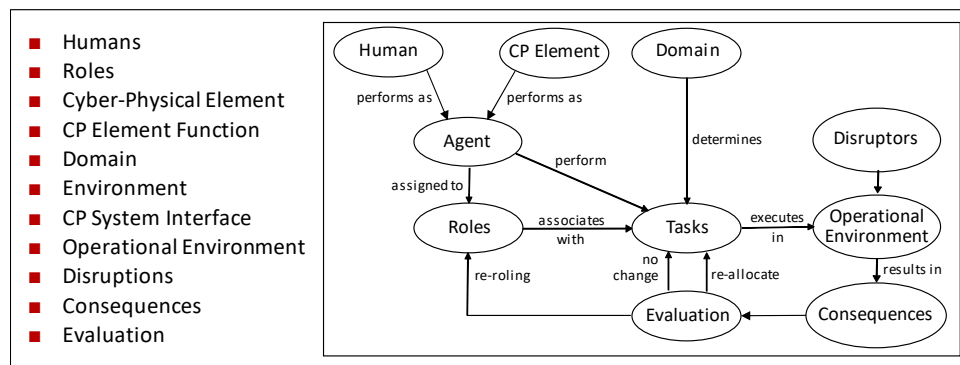 Humans
Roles
Cyber-Physical Element
CP Element Function
Domain
Environment
CP System Interface
Operational Environment
Disruptions
Consequences
Evaluation
Human
CP Element
Domain
performs as
performs as
determines
Disruptors
Agent
perform
assigned to
Roles
associates
with
Tasks
executes
in
Operational
Environment
re-roling
no
change
re-allocate
results in
Evaluation
Consequences